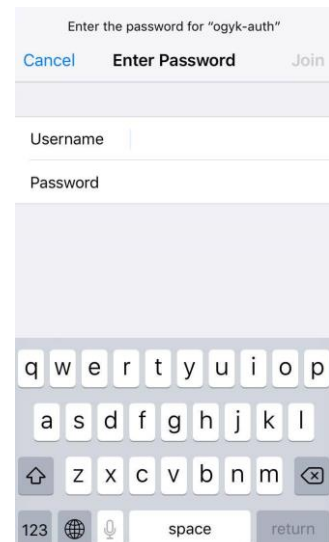 Enter the password for “ogyk-auth”
Cancel Enter Password Join
Username
Password
q w e r t y u i o p
a s d f g h j k l
z x c v b n m
123 space return